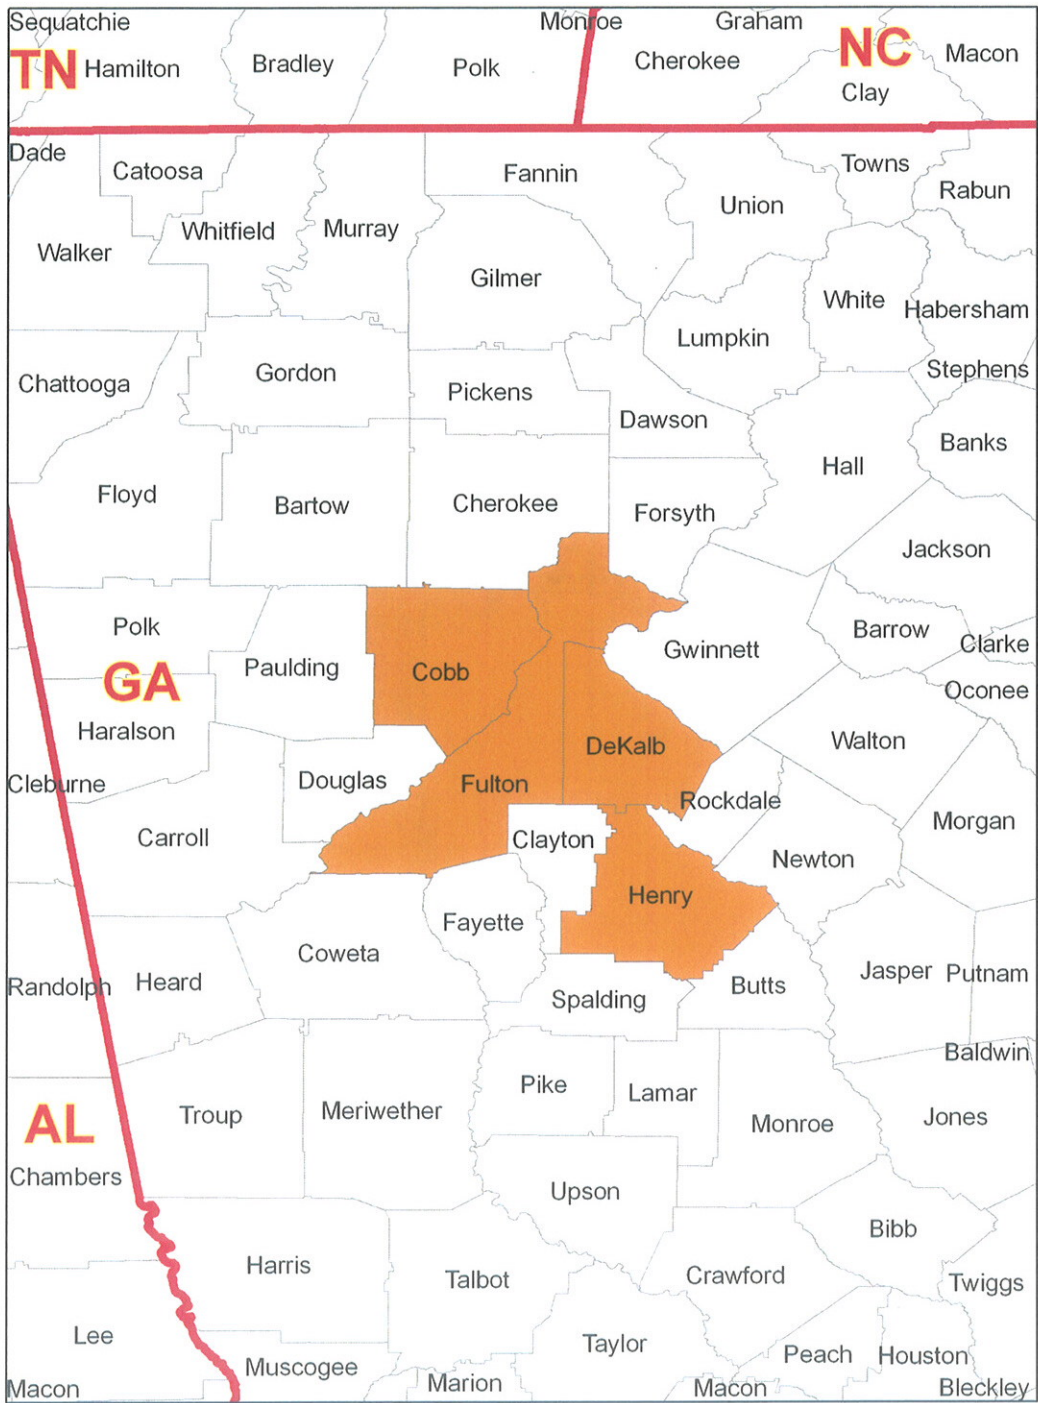 Sequatchie
Monroe
Graham
TN
Hamilton
Bradley
Polk
Cherokee
NC
Macon
Clay
Dade
Catoosa
Fannin
Towns
Rabun
Union
Whitfield
Murray
Walker
Gilmer
White
Habersham
Lumpkin
Stephens
Chattooga
Gordon
Pickens
Dawson
Banks
Hall
Floyd
Bartow
Cherokee
Forsyth
Jackson
Polk
Barrow
Clarke
Paulding
Cobb
Gwinnett
GA
Oconee
Haralson
Walton
DeKalb
Cleburne
Douglas
Fulton
Rockdale
Morgan
Carroll
Clayton
Newton
Henry
Fayette
Coweta
Jasper
Putnam
Randolph
Heard
Butts
Spalding
Baldwin
Pike
Lamar
Troup
Meriwether
Monroe
Jones
AL
Chambers
Upson
Bibb
Harris
Talbot
Crawford
Twiggs
Lee
Taylor
Peach
Houston
Muscogee
Marion
Macon
Macon
Bleckley